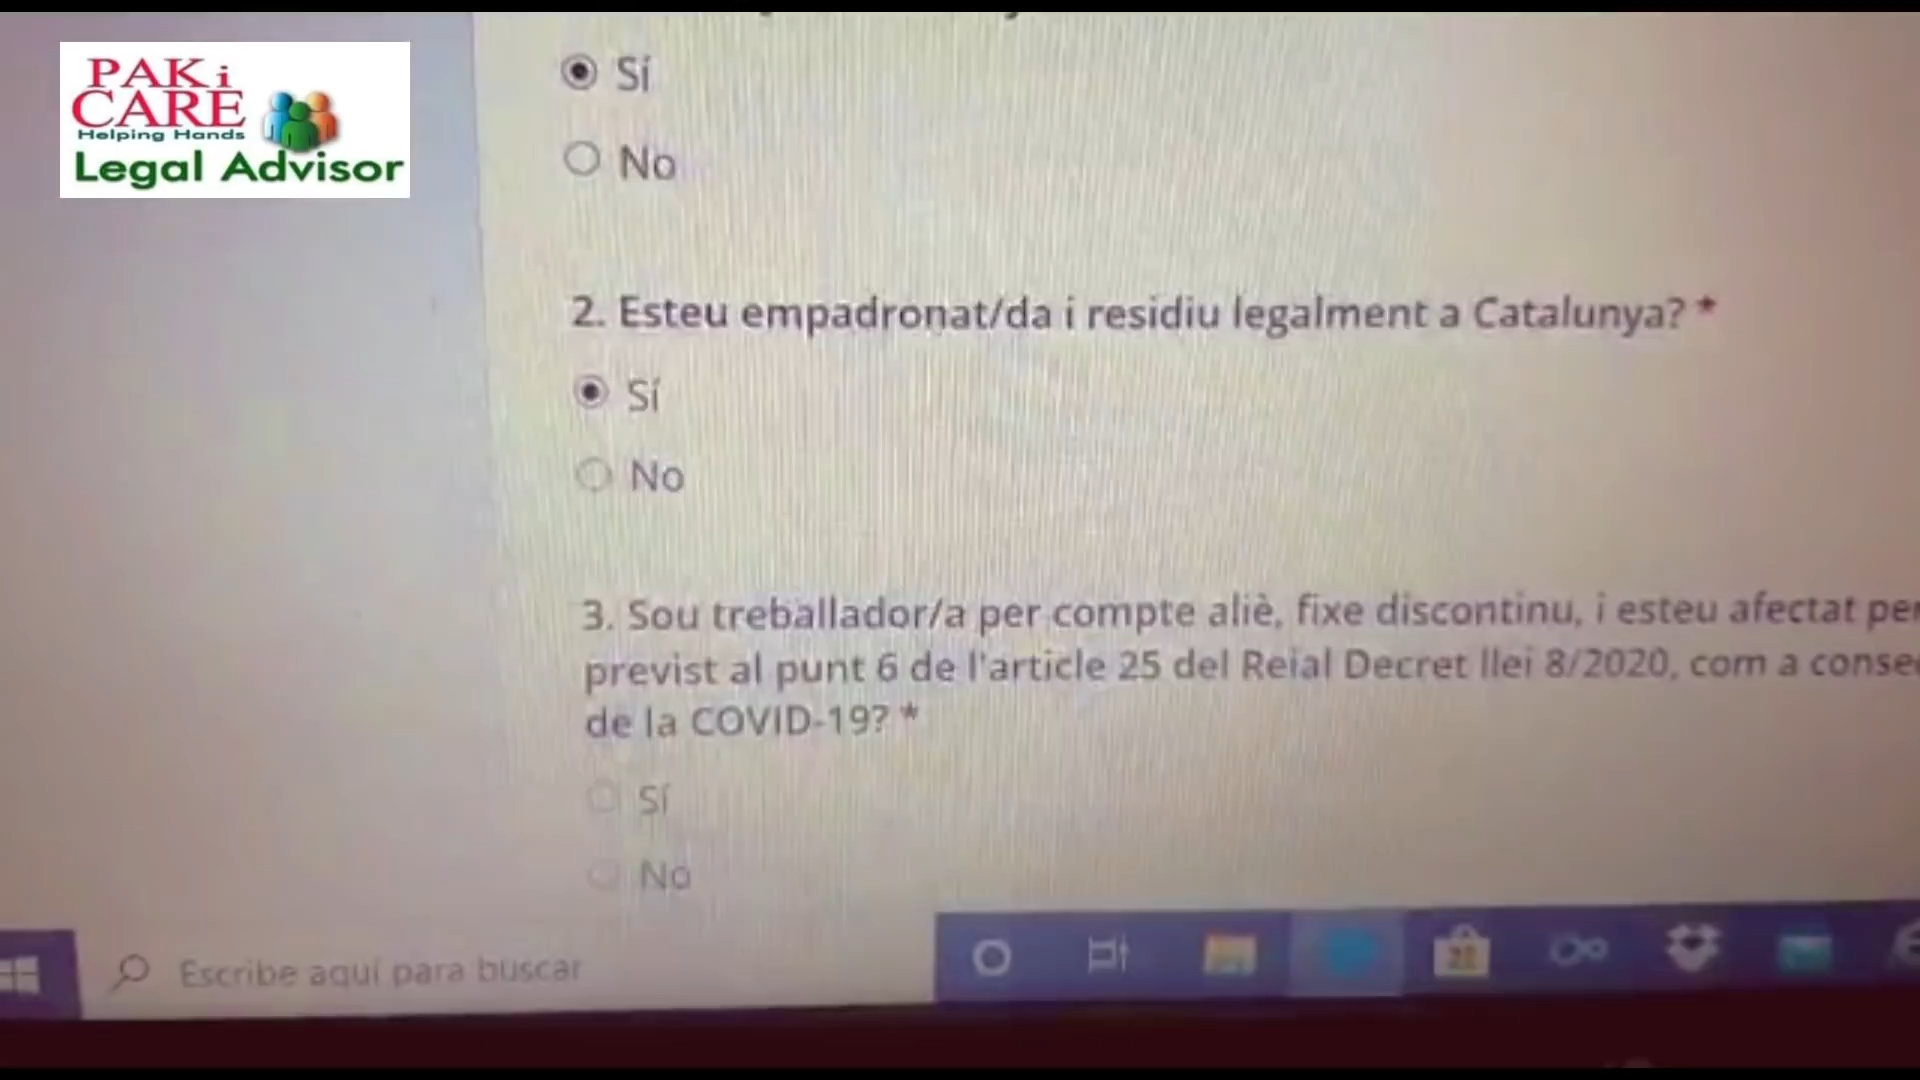 PAK i
CARE
Helping Hands
Legal Advisor
Sí
No
2. Esteu empadronat/da i residiu legalment a Catalunya? *
Sí
No
3. Sou treballador/a per compte aliè, fixe discontinu, i esteu afectat per
previst al punt 6 de l'article 25 del Reial Decret llei 8/2020, com a
de la COVID-19? *
Sí
No
Escribe aquí para buscar